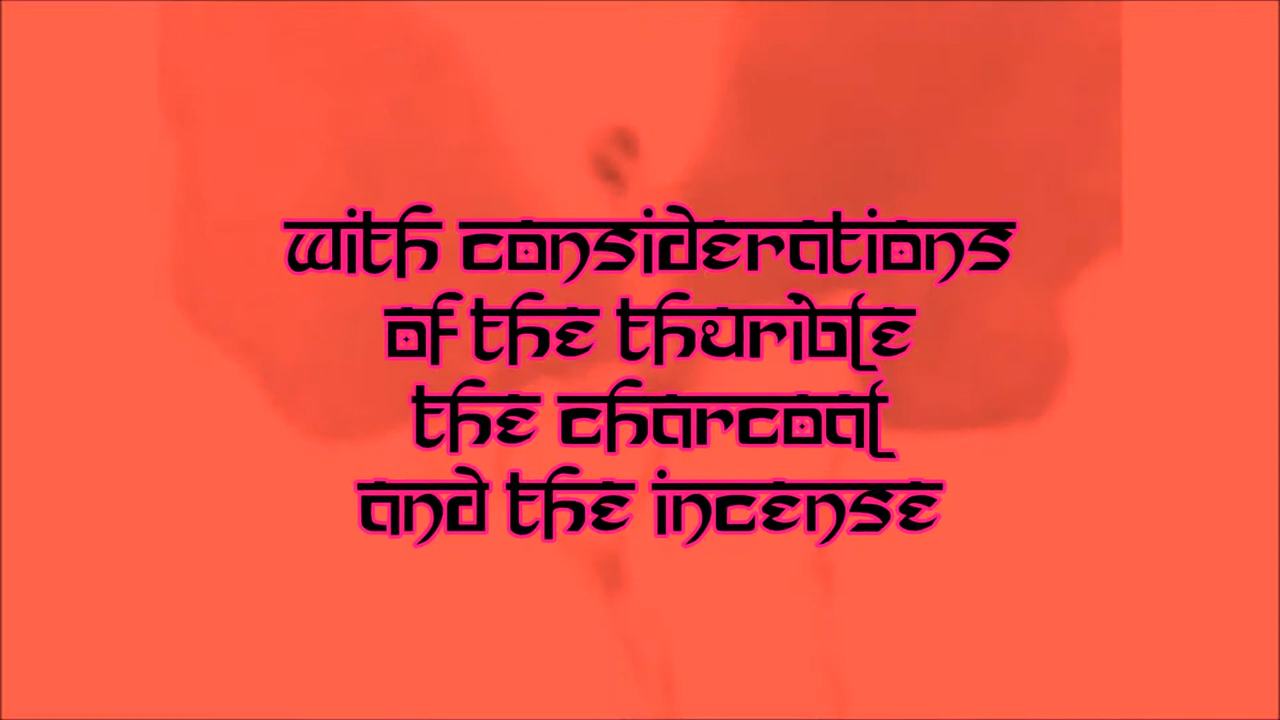 with considerations
of the thurible
the charcoal
and the incense